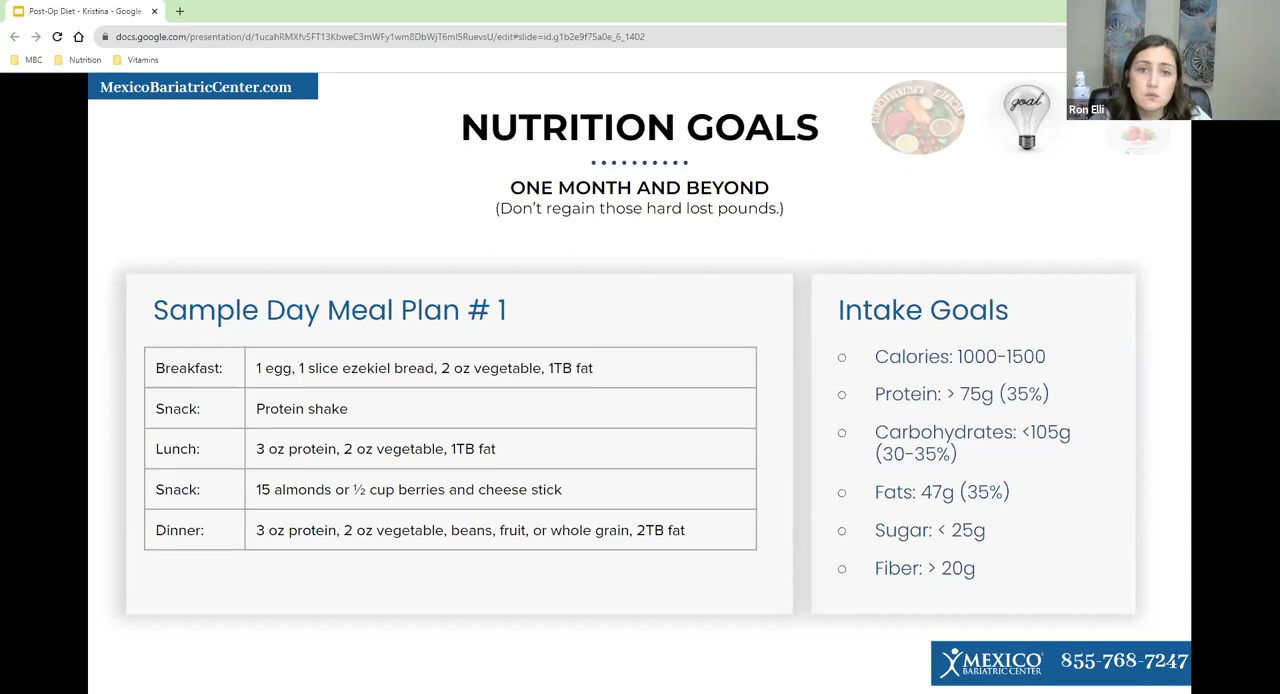 Post-Op Diet - Kristina - Google
docs.google.com/presentation/d/1ucahRMXfv5FT13KbweC3mWFy1wm8DbWjT6ml5RuevsU/edit#slide=id.g1b2e9f75a0e_6_1402
MBC Nutrition Vitamins
MexicoBariatricCenter.com
goal
Ron Elli
NUTRITION GOALS
ONE MONTH AND BEYOND
(Don't regain those hard lost pounds.)
Sample Day Meal Plan # 1
Breakfast: 1 egg, 1 slice ezekiel bread, 2 oz vegetable, 1TB fat
Snack: Protein shake
Lunch: 3 oz protein, 2 oz vegetable, 1TB fat
Snack: 15 almonds or ½ cup berries and cheese stick
Dinner: 3 oz protein, 2 oz vegetable, beans, fruit, or whole grain, 2TB fat
Intake Goals
Calories: 1000-1500
Protein: > 75g (35%)
Carbohydrates: <105g
(30-35%)
Fats: 47g (35%)
Sugar: < 25g
Fiber: > 20g
MEXICO
BARIATRIC CENTER
855-768-7247